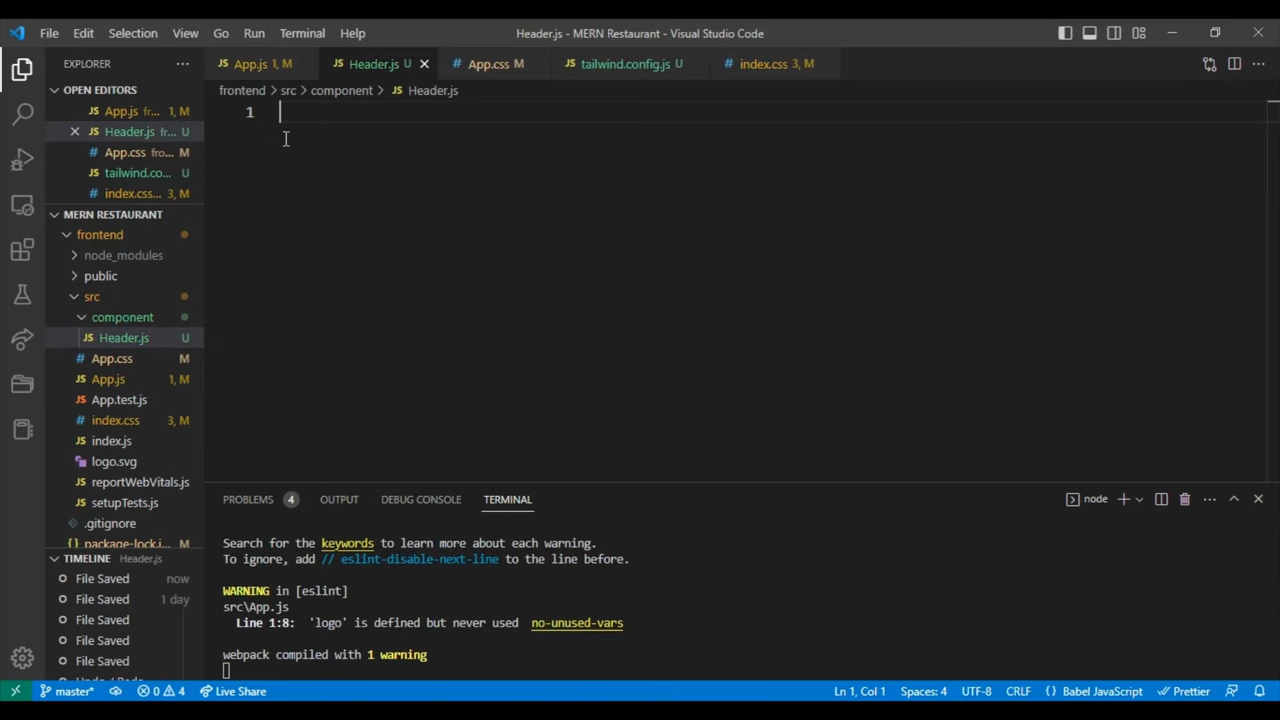 File Edit Selection View Go Run Terminal Help Header.js - MERN Restaurant - Visual Studio Code
EXPLORER
JS App.js 1, M JS Header.js U # App.css M JS tailwind.config.js U # index.css 3, M
frontend > src > component > JS Header.js
OPEN EDITORS
JS App.js fr... 1, M
JS Header.js fr... U
# App.css fro... M
JS tailwind.co... U
# index.css... 3, M
MERN RESTAURANT
frontend
node_modules
public
src
component
JS Header.js U
# App.css M
JS App.js 1, M
JS App.test.js
# index.css 3, M
JS index.js
logo.svg
JS reportWebVitals.js
JS setupTests.js
.gitignore
{} package-lock.j...
TIMELINE Header.js
File Saved now
File Saved 1 day
File Saved
File Saved
File Saved
1
PROBLEMS 4 OUTPUT DEBUG CONSOLE TERMINAL
node
Search for the keywords to learn more about each warning.
To ignore, add // eslint-disable-next-line to the line before.
WARNING in [eslint]
src\App.js
Line 1:8: 'logo' is defined but never used no-unused-vars
webpack compiled with 1 warning
master* 0 4 Live Share Ln 1, Col 1 Spaces: 4 UTF-8 CRLF {} Babel JavaScript Prettier